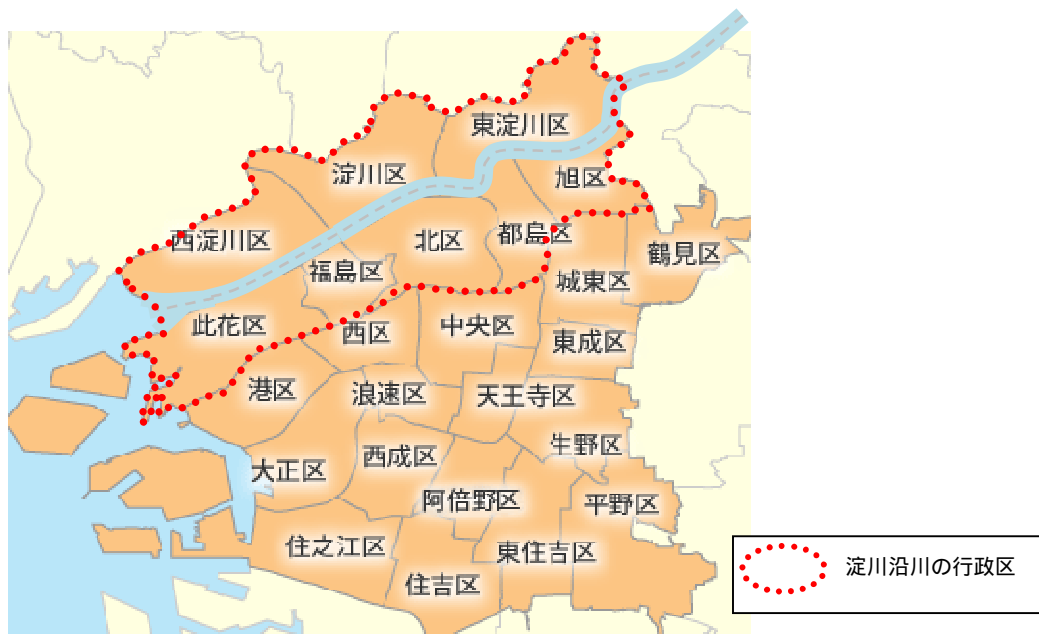 東淀川区
淀川区
旭区
西淀川区
北区
都島区
鶴見区
福島区
城東区
此花区
西区
中央区
東成区
港区
浪速区
天王寺区
生野区
西成区
大正区
阿倍野区
平野区
住之江区
東住吉区
住吉区
淀川沿川の行政区